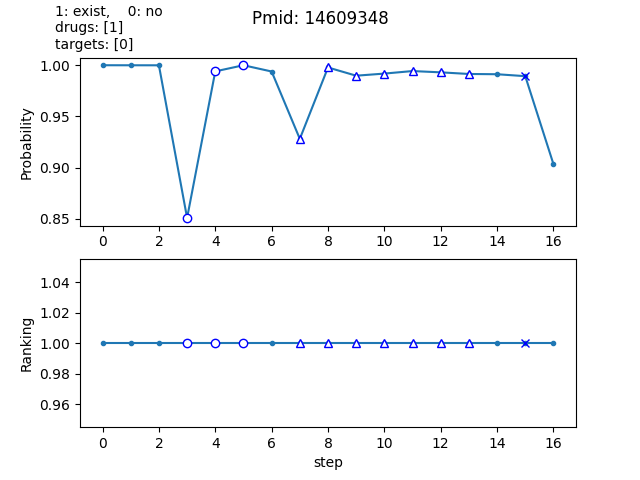 1: exist,    0: no
drugs: [1]
targets: [0]
Pmid: 14609348
1.00
0.95
0.90
0.85
Probability
0 2 4 6 8 10 12 14 16
1.04
1.02
1.00
0.98
0.96
Ranking
0 2 4 6 8 10 12 14 16
step